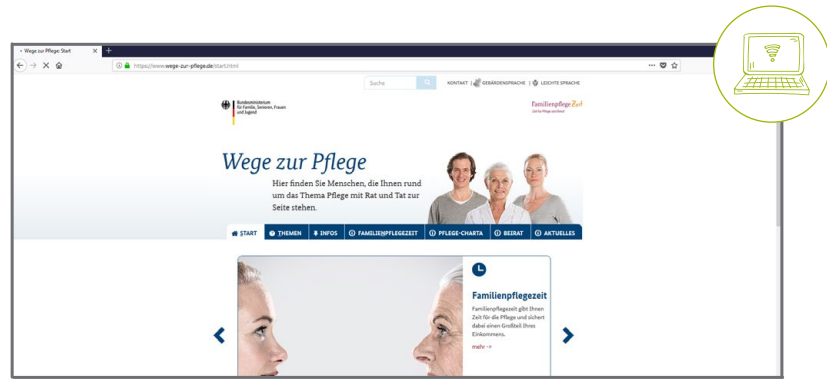 Wege zur Pflege: Start
https://www.wege-zur-pflege.de/start.html
Suche
KONTAKT | GEBÄRDENSPRACHE | LEICHTE SPRACHE
Bundesministerium
für Familie, Senioren, Frauen
und Jugend
Familienpflege Zeit
Wege zur Pflege
Hier finden Sie Menschen, die Ihnen rund
um das Thema Pflege mit Rat und Tat zur
Seite stehen.
START THEMEN INFOS FAMILIENPFLEGEZEIT PFLEGE-CHARTA BEIRAT AKTUELLES
Familienpflegezeit
Familienpflegezeit gibt Ihnen
Zeit für die Pflege und sichert
dabei einen Großteil Ihres
Einkommens.
mehr